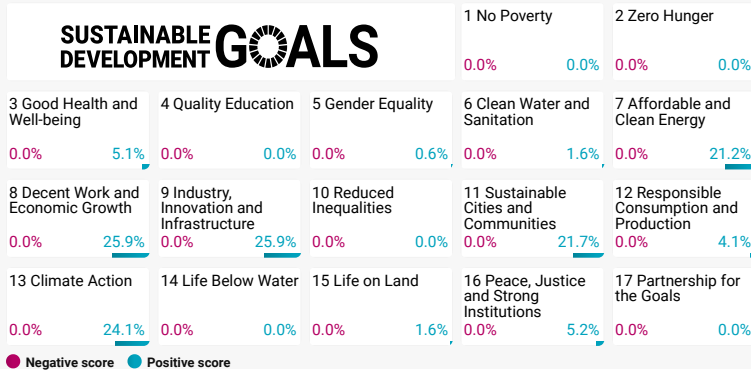 SUSTAINABLE
DEVELOPMENT GOALS
1 No Poverty
0.0% 0.0%
2 Zero Hunger
0.0% 0.0%
3 Good Health and
Well-being
0.0% 5.1%
4 Quality Education
0.0% 0.0%
5 Gender Equality
0.0% 0.6%
6 Clean Water and
Sanitation
0.0% 1.6%
7 Affordable and
Clean Energy
0.0% 21.2%
8 Decent Work and
Economic Growth
0.0% 25.9%
9 Industry,
Innovation and
Infrastructure
0.0% 25.9%
10 Reduced
Inequalities
0.0% 0.0%
11 Sustainable
Cities and
Communities
0.0% 21.7%
12 Responsible
Consumption and
Production
0.0% 4.1%
13 Climate Action
0.0% 24.1%
14 Life Below Water
0.0% 0.0%
15 Life on Land
0.0% 1.6%
16 Peace, Justice
and Strong
Institutions
0.0% 5.2%
17 Partnership for
the Goals
0.0% 0.0%
Negative score Positive score